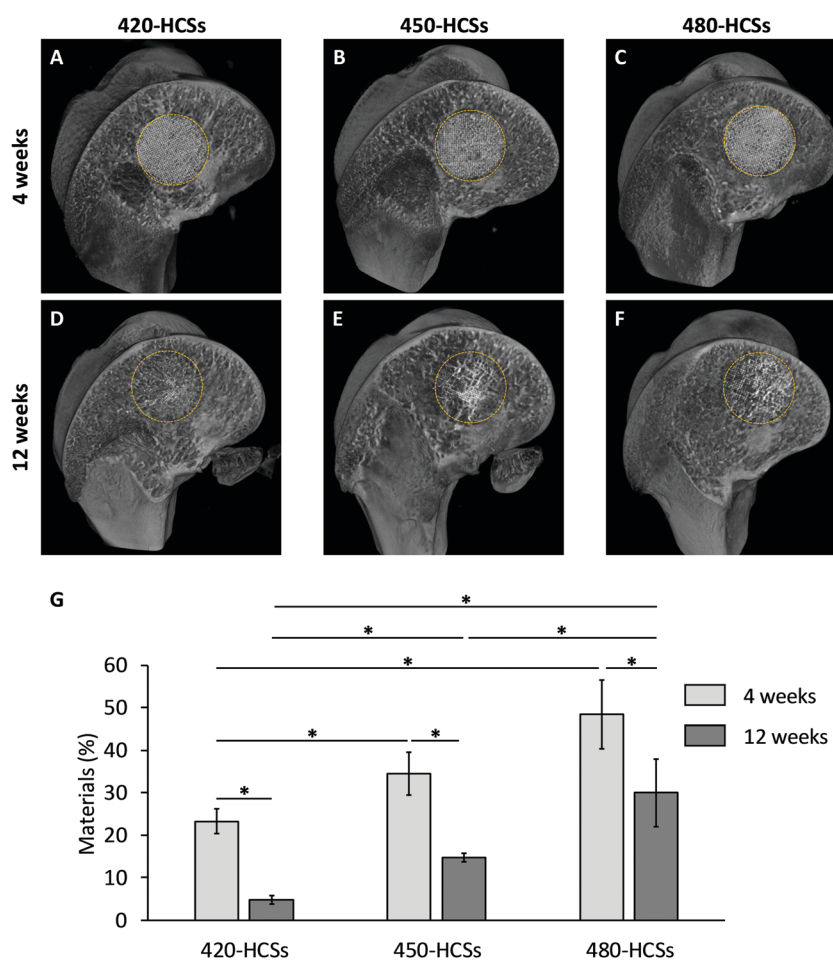 420-HCSs 450-HCSs 480-HCSs
4 weeks
A B C
12 weeks
D E F
G
*
* *
*
*
* *
*
Materials (%)
60
50
40
30
20
10
0
420-HCSs 450-HCSs 480-HCSs
4 weeks
12 weeks